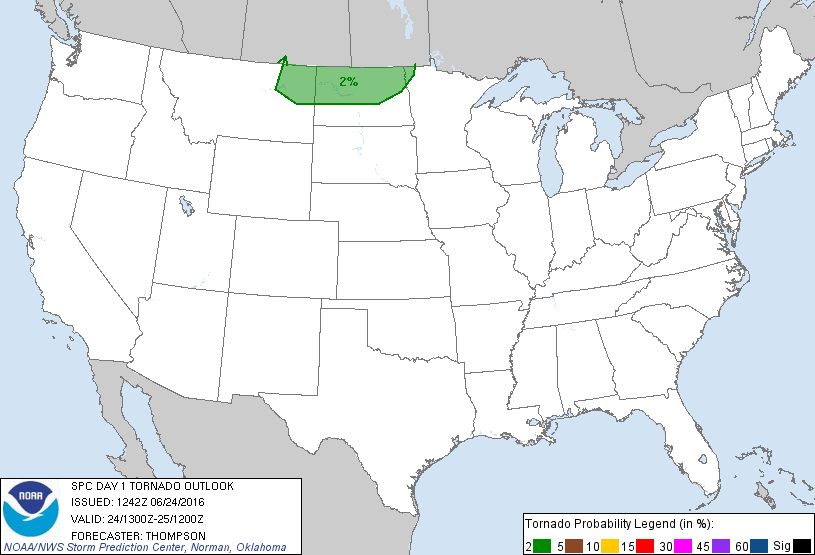 2%
NOAA
SPC DAY 1 TORNADO OUTLOOK
ISSUED: 1242Z 06/24/2016
VALID: 24/1300Z-25/1200Z
FORECASTER: THOMPSON
NOAA/NWS Storm Prediction Center, Norman, Oklahoma
Tornado Probability Legend (in %):
2 5 10 15 30 45 60 Sig